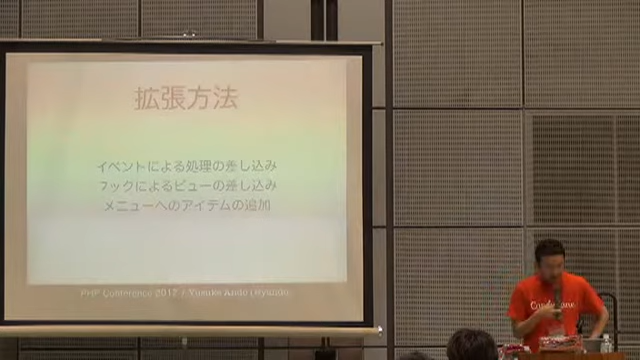 拡張方法
イベントによる処理の差し込み
フックによるビューの差し込み
メニューへのアイテムの追加
PHP Conference 2012 / Yusuke Ando